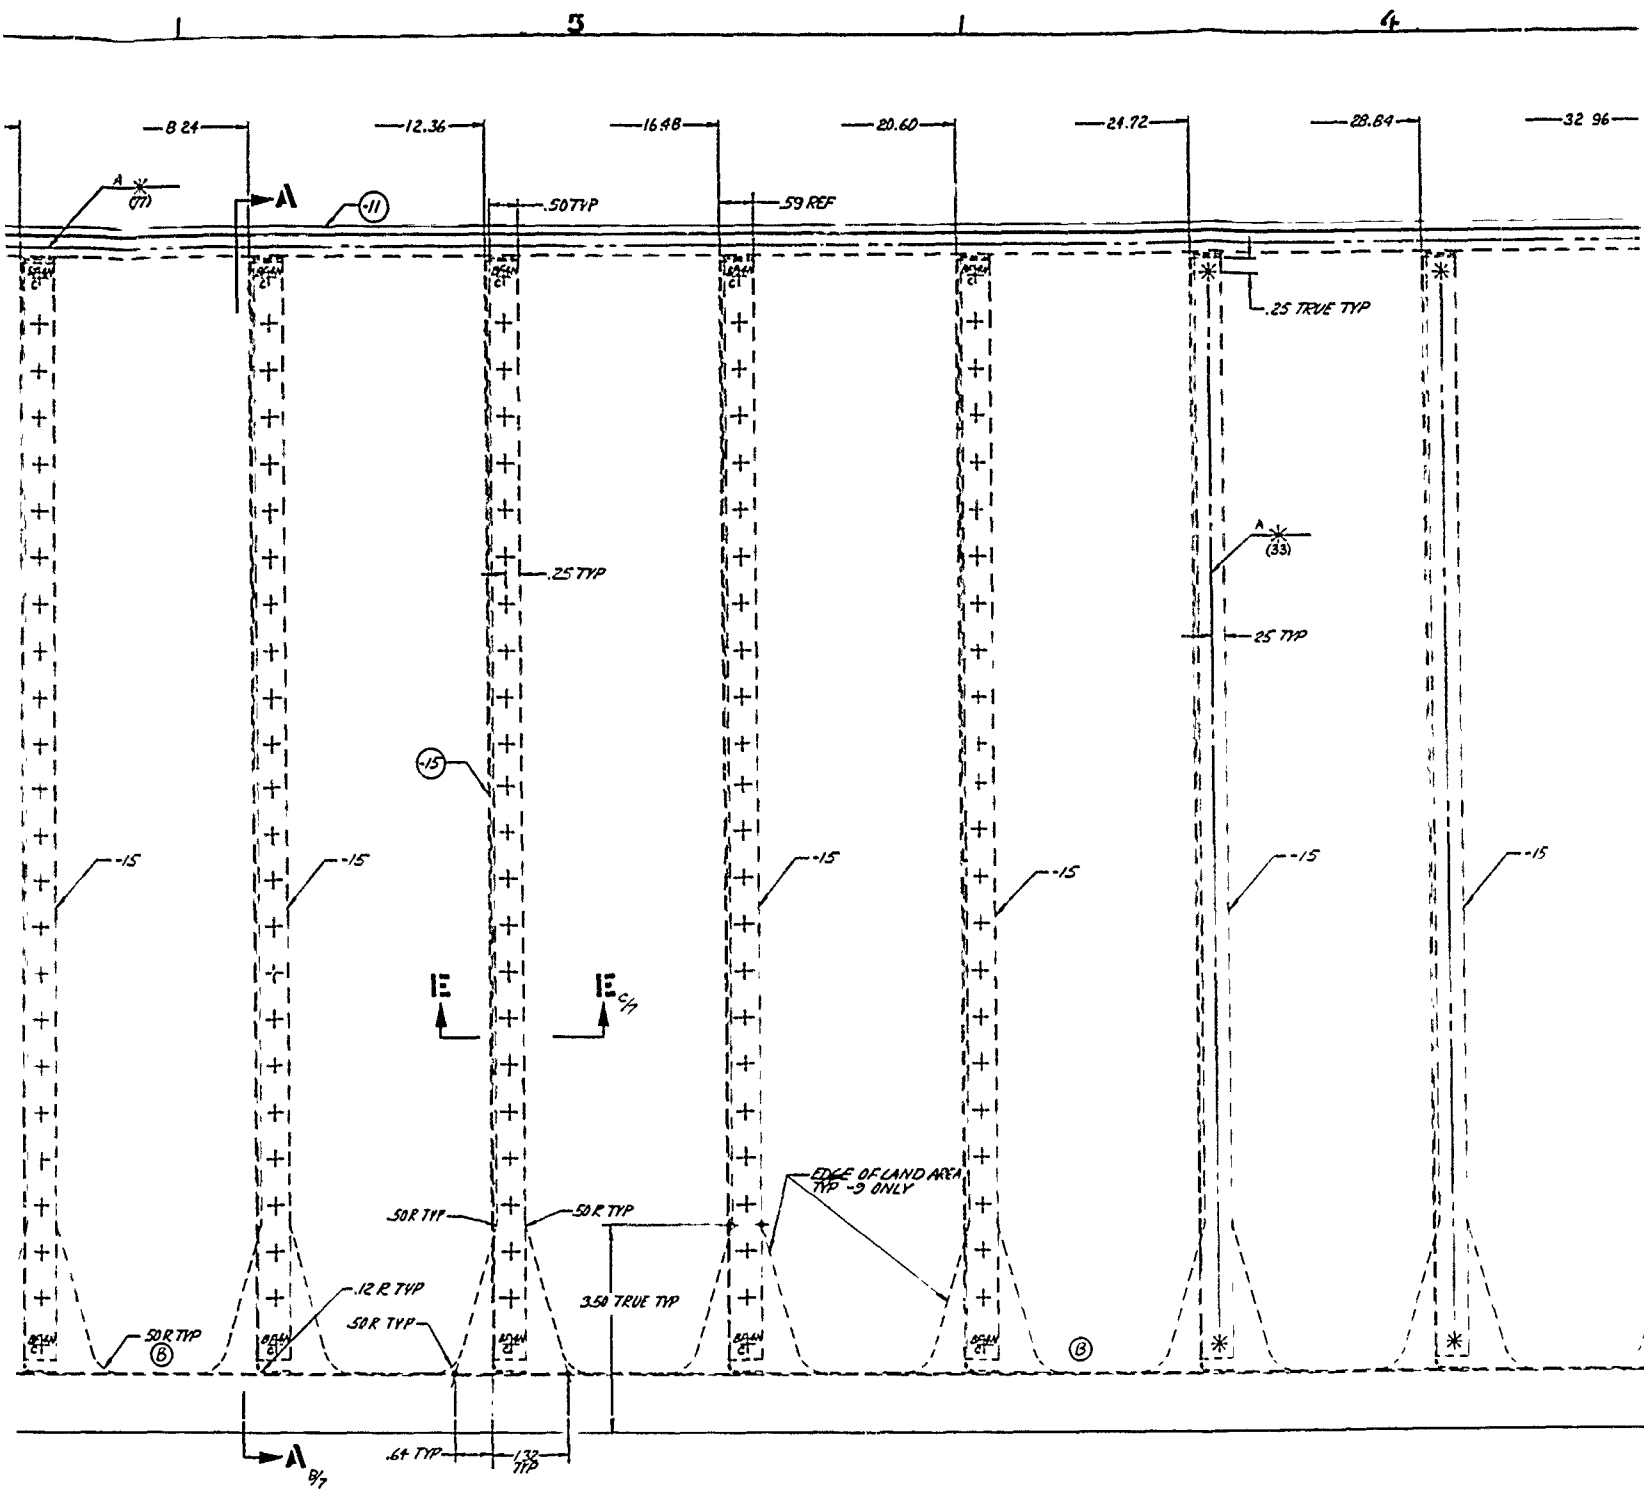 5 4
8 24 12.36 16.48 20.60 24.72 28.84 32 96
A
(77)
A
-11
.50 TYP
.59 REF
.25 TRUE TYP
A
(33)
.25 TYP
25 TYP
-15
-15
-15
-15
-15
-15
-15
E
E
C/7
EDGE OF LAND AREA
TYP -9 ONLY
.50R TYP
.50R TYP
.12 R TYP
3.50 TRUE TYP
.50R TYP
.50R TYP
B
B
A
B/7
.64 TYP
1.32
TYP